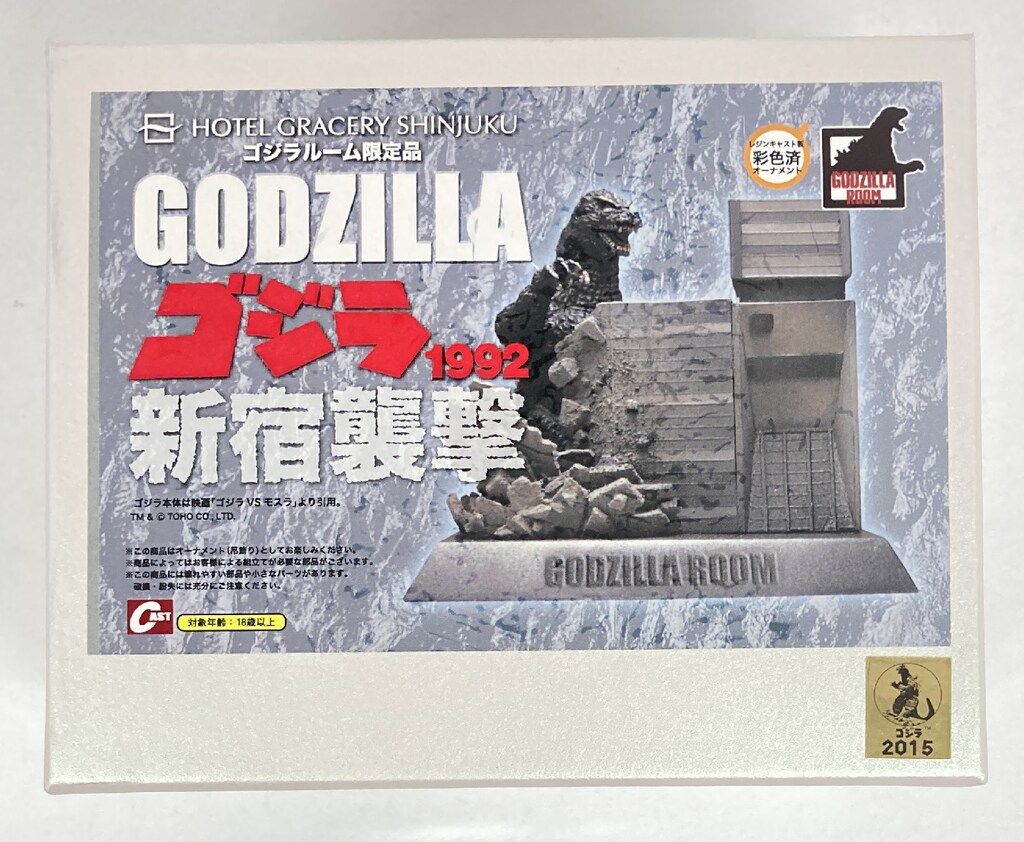 HOTEL GRACERY SHINJUKU
ゴジラルーム限定品
GODZILLA
ゴジラ 1992
新宿襲撃
ゴジラ本体は映画「ゴジラ VS モスラ」より引用。
TM & © TOHO CO., LTD.
※この商品はオーナメント(吊飾り)としてお楽しみください。
※商品によってはお客様による組立てが必要な部品がございます。
※この商品には壊れやすい部品や小さなパーツがあります。
破損・紛失には充分にご注意ください。
CAST
対象年齢:18歳以上
レジンキャスト製
彩色済
オーナメント
GODZILLA
ROOM
GODZILLA ROOM
ゴジラ
2015